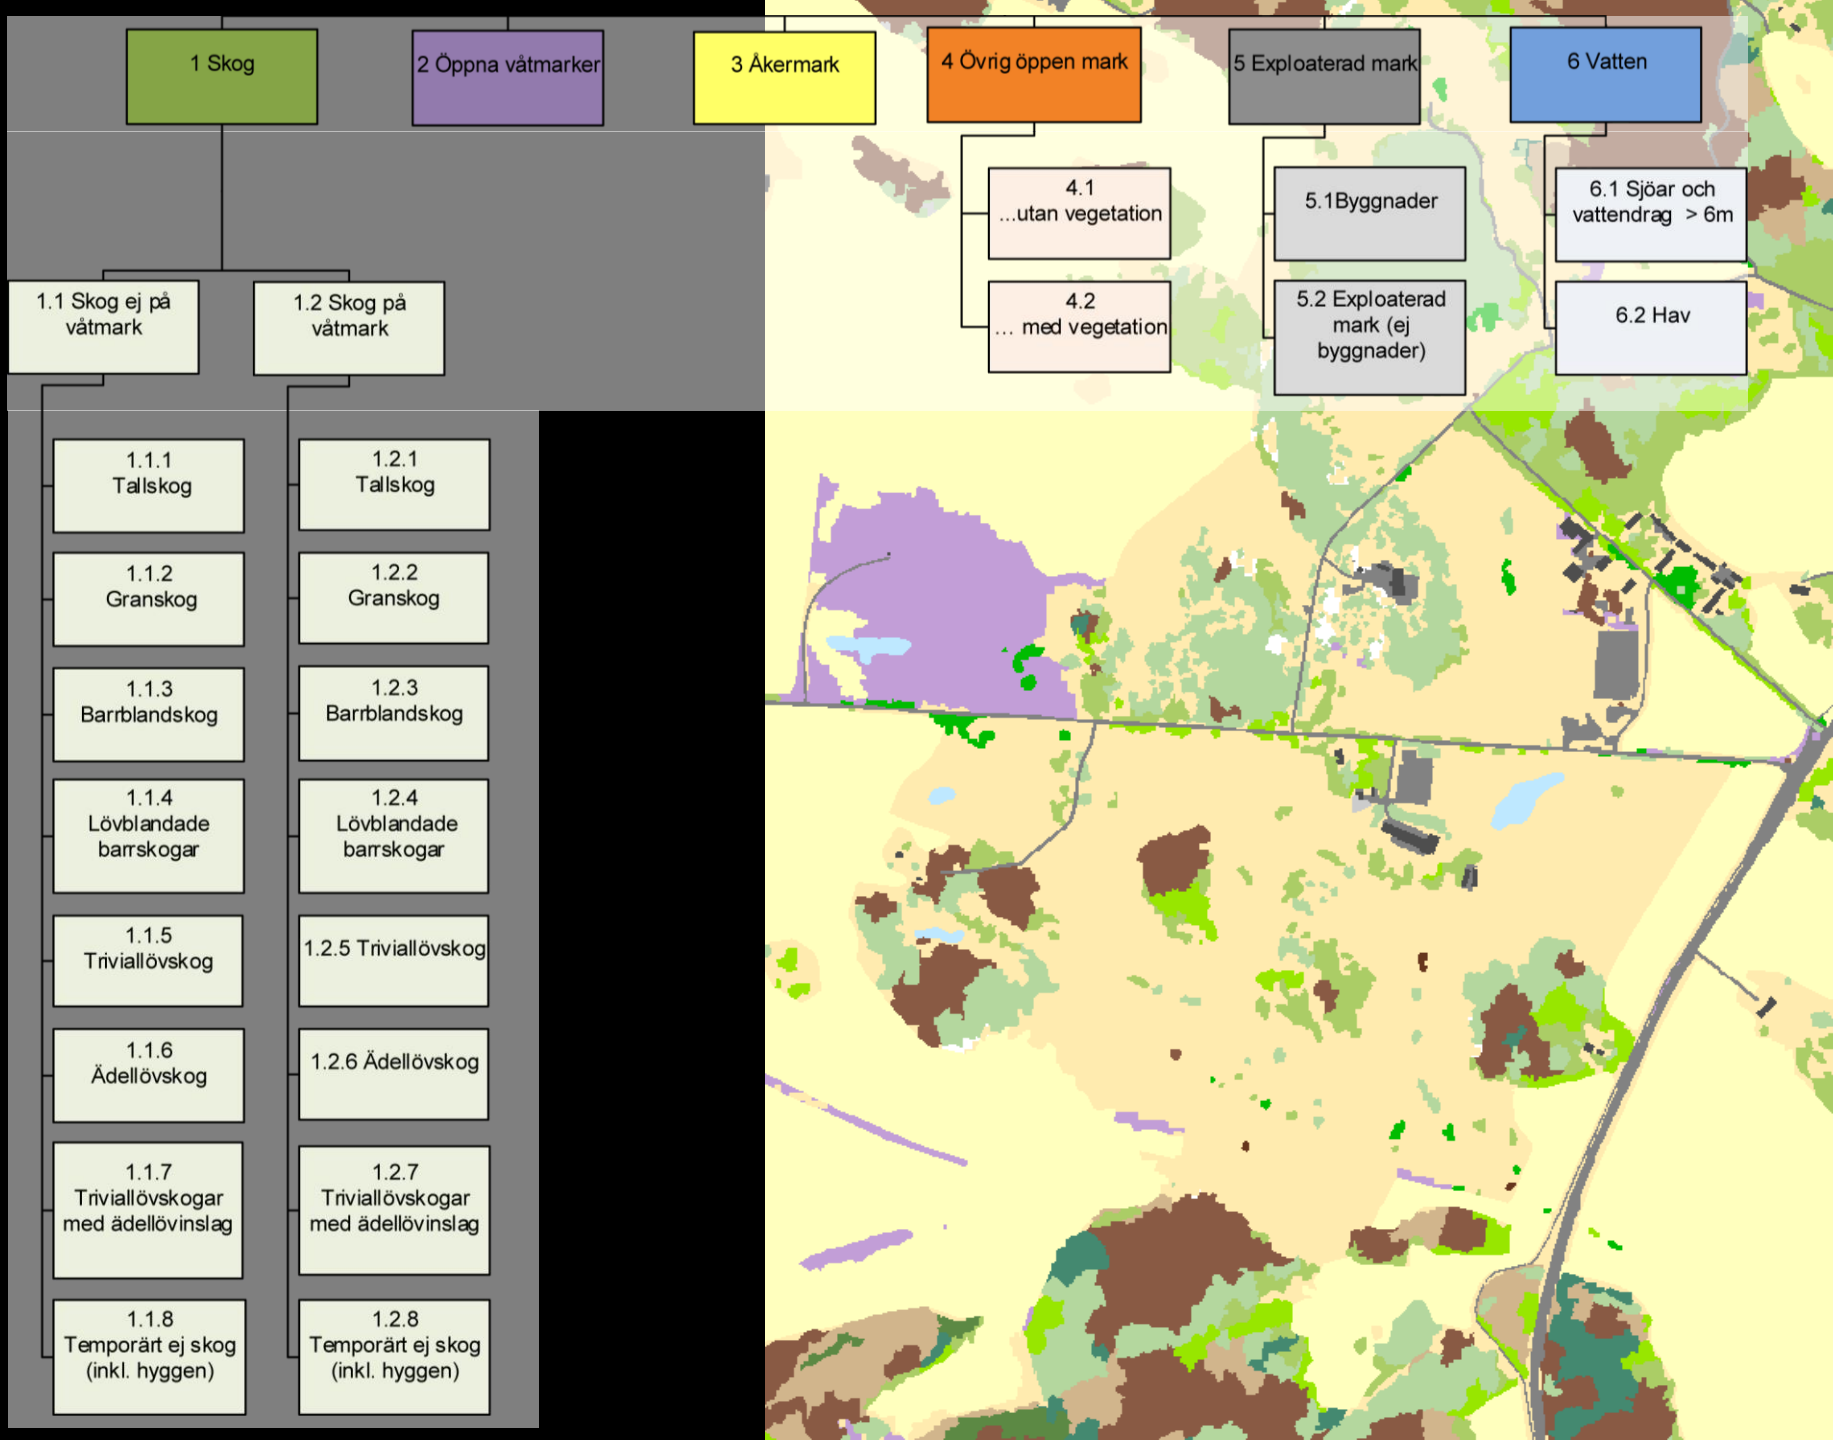 1 Skog
2 Öppna våtmarker
3 Åkermark
4 Övrig öppen mark
5 Exploaterad mark
6 Vatten
4.1
...utan vegetation
4.2
... med vegetation
5.1Byggnader
5.2 Exploaterad
mark (ej
byggnader)
6.1 Sjöar och
vattendrag > 6m
6.2 Hav
1.1 Skog ej på
våtmark
1.2 Skog på
våtmark
1.1.1
Tallskog
1.1.2
Granskog
1.1.3
Barrblandskog
1.1.4
Lövblandade
barrskogar
1.1.5
Triviallövskog
1.1.6
Ädellövskog
1.1.7
Triviallövskogar
med ädellövinslag
1.1.8
Temporärt ej skog
(inkl. hyggen)
1.2.1
Tallskog
1.2.2
Granskog
1.2.3
Barrblandskog
1.2.4
Lövblandade
barrskogar
1.2.5 Triviallövskog
1.2.6 Ädellövskog
1.2.7
Triviallövskogar
med ädellövinslag
1.2.8
Temporärt ej skog
(inkl. hyggen)